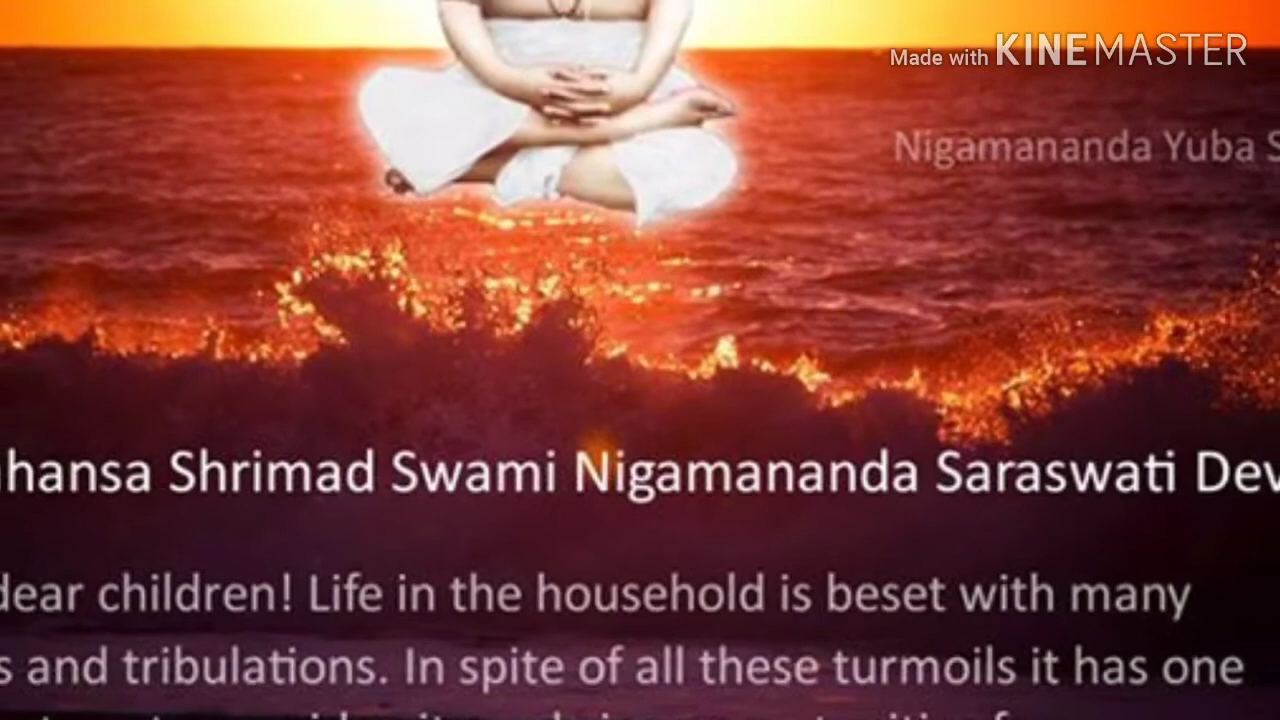 Made with KINEMASTER
Nigamananda Yuba S
hansa Shrimad Swami Nigamananda Saraswati Dev
dear children! Life in the household is beset with many
s and tribulations. In spite of all these turmoils it has one